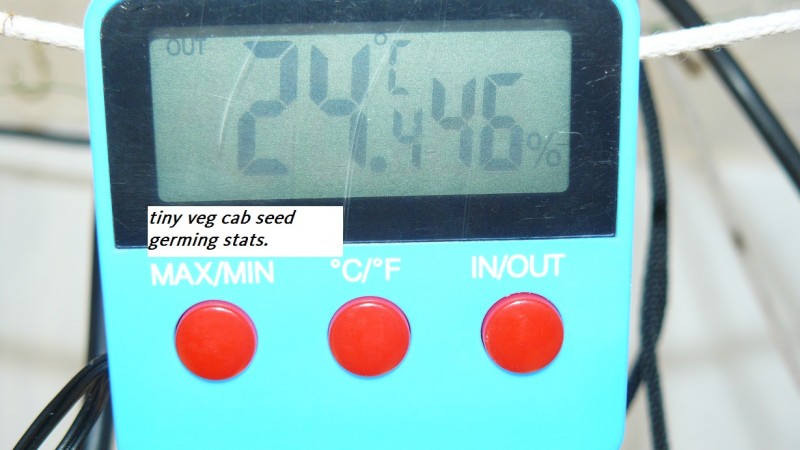 OUT
24.4 °C 46 %
tiny veg cab seed
germing stats.
MAX/MIN °C/°F IN/OUT